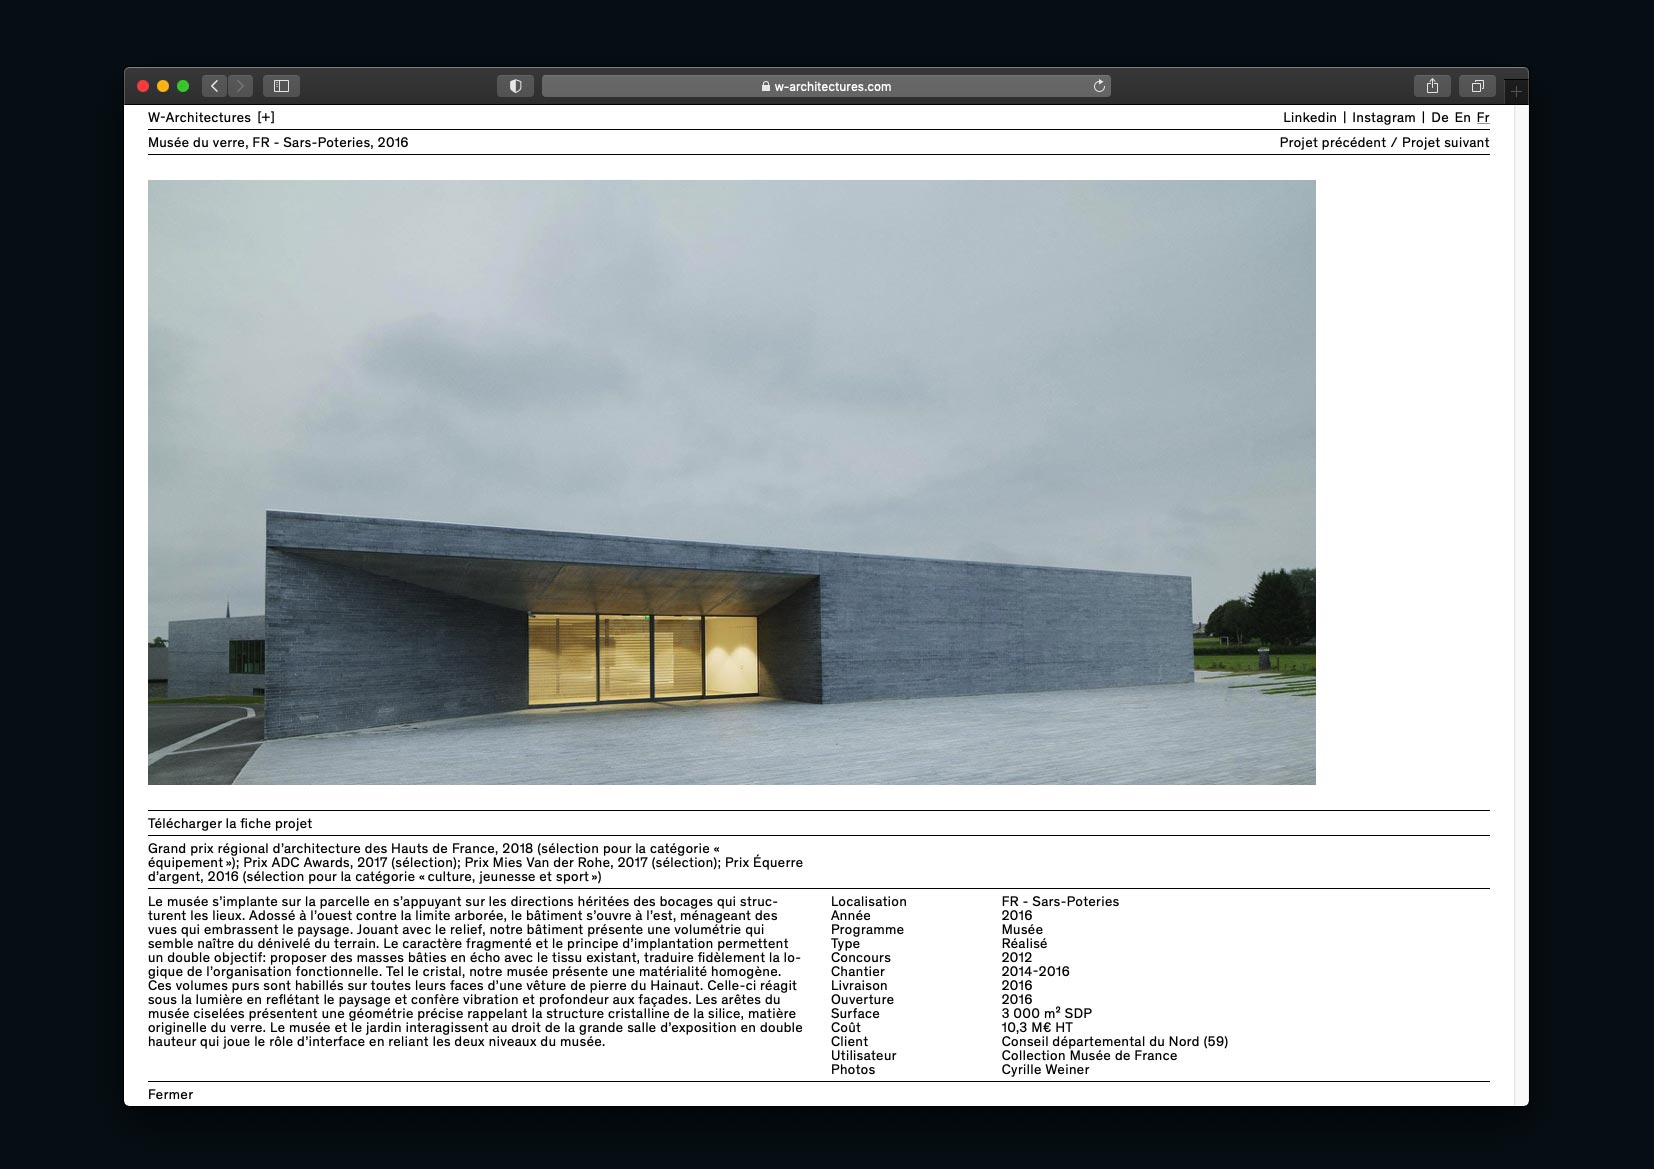 w-architectures.com
W-Architectures [+]
Linkedin | Instagram | De En Fr
Musée du verre, FR - Sars-Poteries, 2016
Projet précédent / Projet suivant
Télécharger la fiche projet
Grand prix régional d’architecture des Hauts de France, 2018 (sélection pour la catégorie «
équipement »); Prix ADC Awards, 2017 (sélection); Prix Mies Van der Rohe, 2017 (sélection); Prix Équerre
d’argent, 2016 (sélection pour la catégorie « culture, jeunesse et sport »)
Le musée s’implante sur la parcelle en s’appuyant sur les directions héritées des bocages qui struc-
turent les lieux. Adossé à l’ouest contre la limite arborée, le bâtiment s’ouvre à l’est, ménageant des
vues qui embrassent le paysage. Jouant avec le relief, notre bâtiment présente une volumétrie qui
semble naître du dénivelé du terrain. Le caractère fragmenté et le principe d’implantation permettent
un double objectif: proposer des masses bâties en écho avec le tissu existant, traduire fidèlement la lo-
gique de l’organisation fonctionnelle. Tel le cristal, notre musée présente une matérialité homogène.
Ces volumes purs sont habillés sur toutes leurs faces d’une vêture de pierre du Hainaut. Celle-ci réagit
sous la lumière en reflétant le paysage et confère vibration et profondeur aux façades. Les arêtes du
musée ciselées présentent une géométrie précise rappelant la structure cristalline de la silice, matière
originelle du verre. Le musée et le jardin interagissent au droit de la grande salle d’exposition en double
hauteur qui joue le rôle d’interface en reliant les deux niveaux du musée.
Localisation FR - Sars-Poteries
Année 2016
Programme Musée
Type Réalisé
Concours 2012
Chantier 2014-2016
Livraison 2016
Ouverture 2016
Surface 3 000 m² SDP
Coût 10,3 M€ HT
Client Conseil départemental du Nord (59)
Utilisateur Collection Musée de France
Photos Cyrille Weiner
Fermer